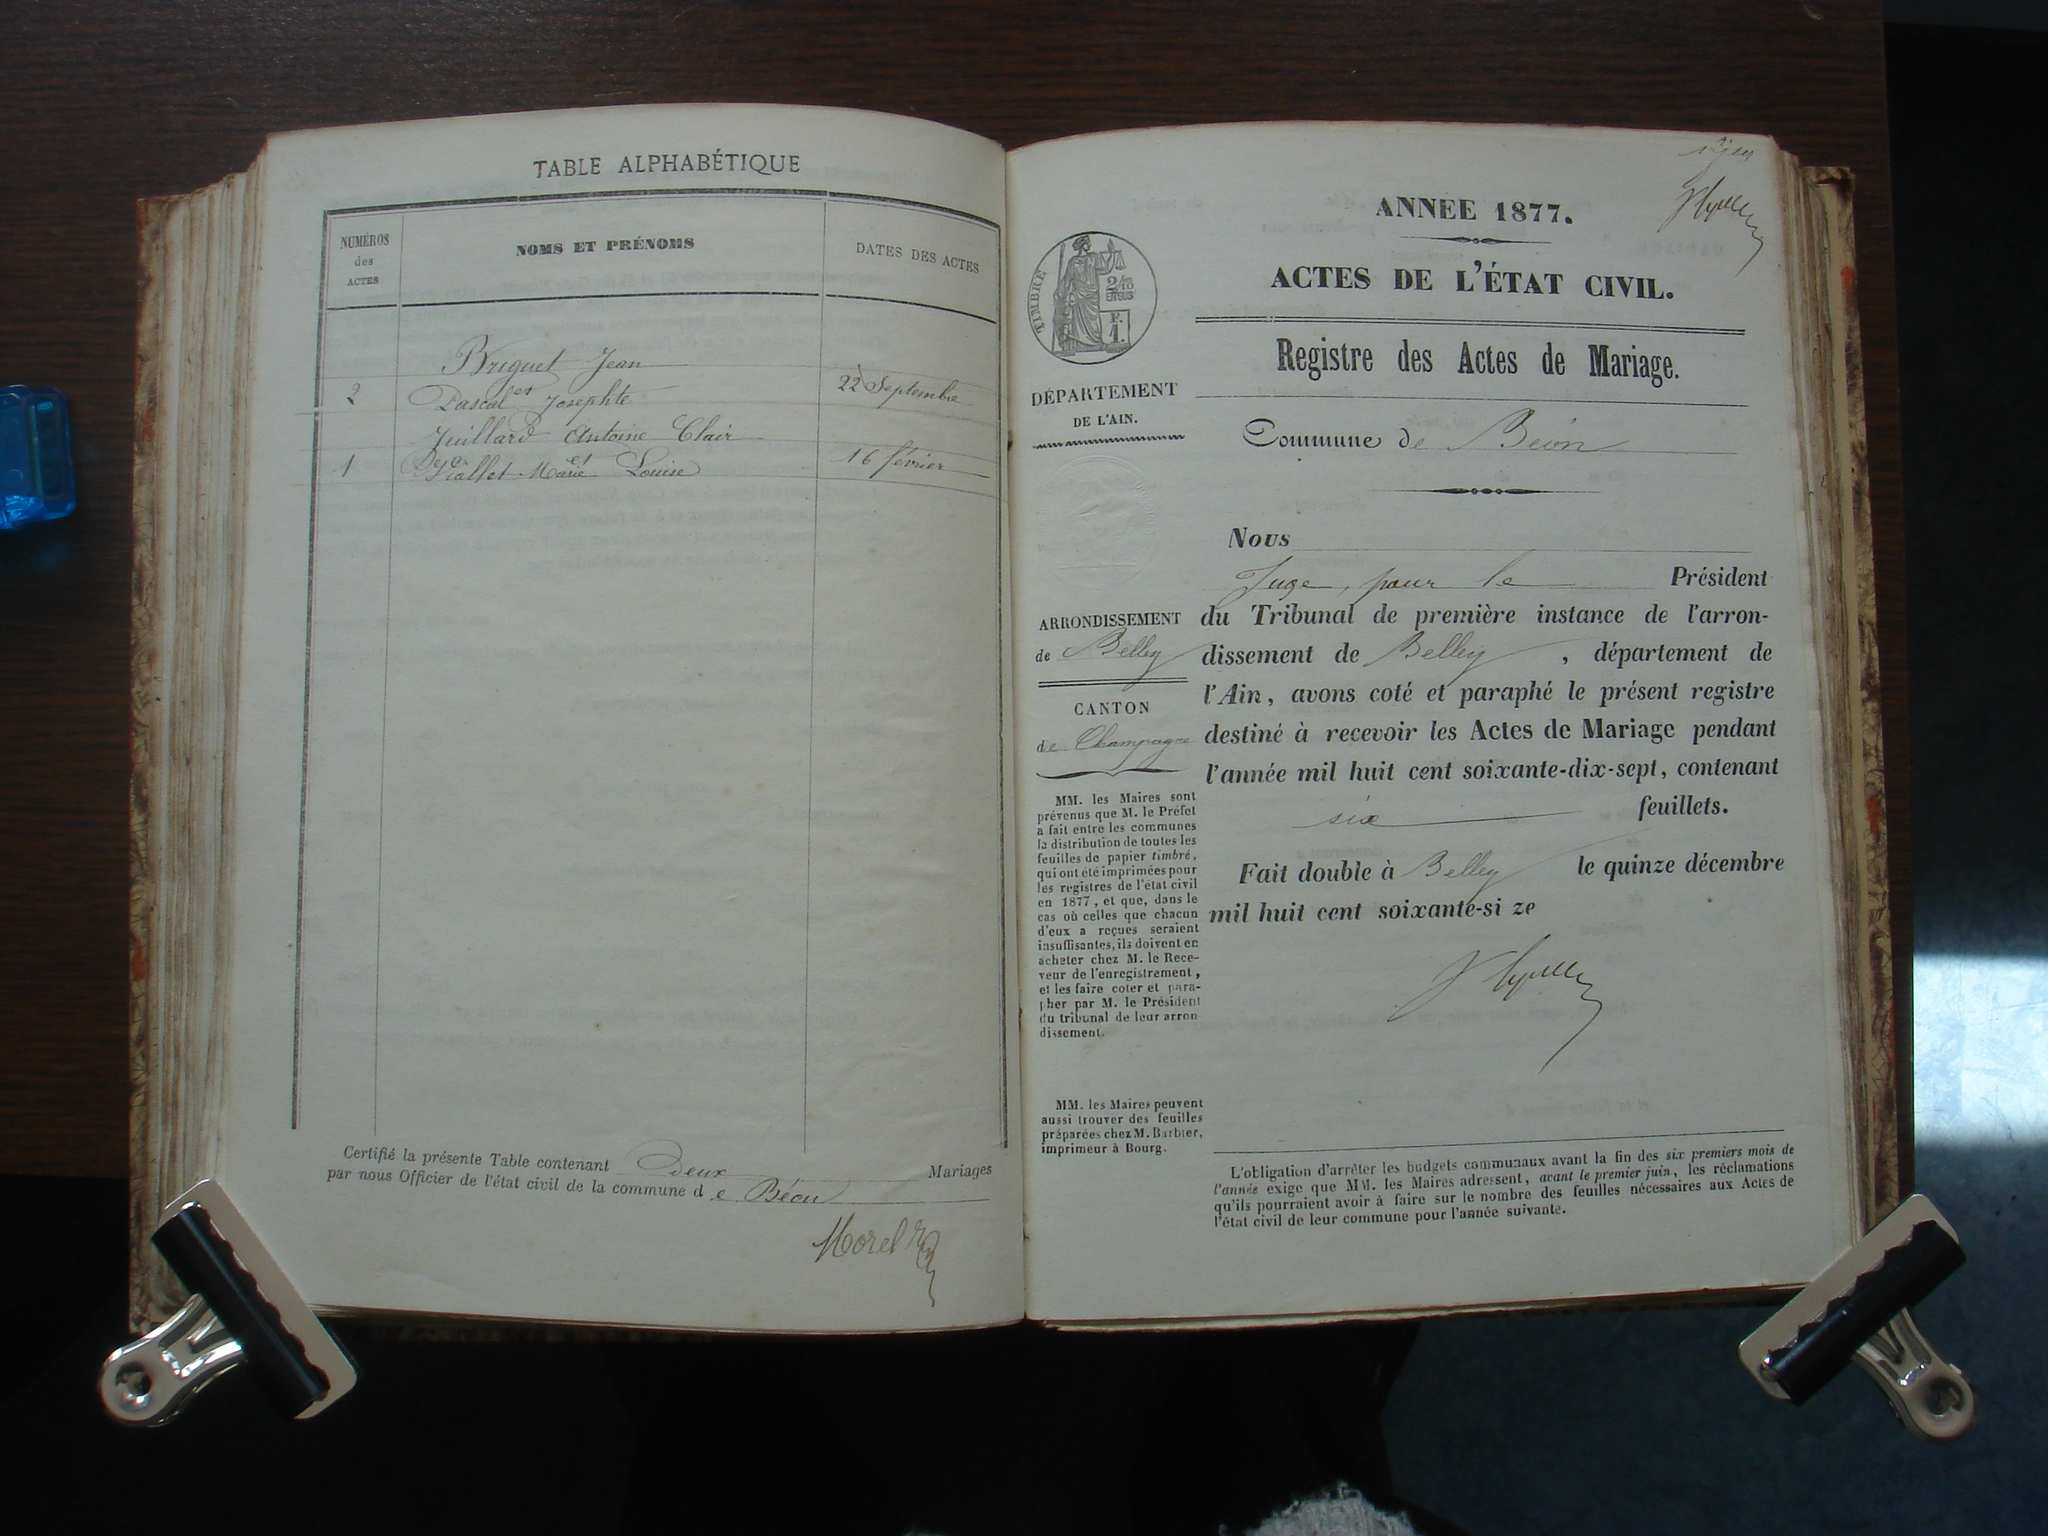 TABLE ALPHABÉTIQUE
NUMÉROS des ACTES
NOMS ET PRÉNOMS
DATES DES ACTES
Briguet Jean
et
2 Pascal Josephte 22 Septembre
Juillard Antoine Clair
et
1 Marie Louise 16 février
Certifié la présente Table contenant deux Mariages
par nous Officier de l'état civil de la commune d e Béon
Morel
ANNÉE 1877.
ACTES DE L'ÉTAT CIVIL.
TIMBRE
2/10
EN SUS
F.
1.
Registre des Actes de Mariage.
DÉPARTEMENT
DE L'AIN.
Commune de Béon
Nous
Juge, pour le Président
du Tribunal de première instance de l'arron-
dissement de Belley, département de
l'Ain, avons coté et paraphé le présent registre
destiné à recevoir les Actes de Mariage pendant
l'année mil huit cent soixante-dix-sept, contenant
six feuillets.
Fait double à Belley le quinze décembre
mil huit cent soixante-si ze
ARRONDISSEMENT
de Belley
CANTON
de Champagne
MM. les Maires sont
prévenus que M. le Préfet
a fait entre les communes
la distribution de toutes les
feuilles de papier timbré,
qui ont été imprimées pour
les registres de l'état civil
en 1877, et que, dans le
cas où celles que chacun
d'eux a reçues seraient
insuffisantes, ils doivent en
acheter chez M. le Rece-
veur de l'enregistrement,
et les faire coter et para-
pher par M. le Président
du tribunal de leur arron
dissement.
MM. les Maires peuvent
aussi trouver des feuilles
préparées chez M. Barbier,
imprimeur à Bourg.
L'obligation d'arrêter les budgets communaux avant la fin des six premiers mois de
l'année exige que MM. les Maires adressent, avant le premier juin, les réclamations
qu'ils pourraient avoir à faire sur le nombre des feuilles nécessaires aux Actes de
l'état civil de leur commune pour l'année suivante.